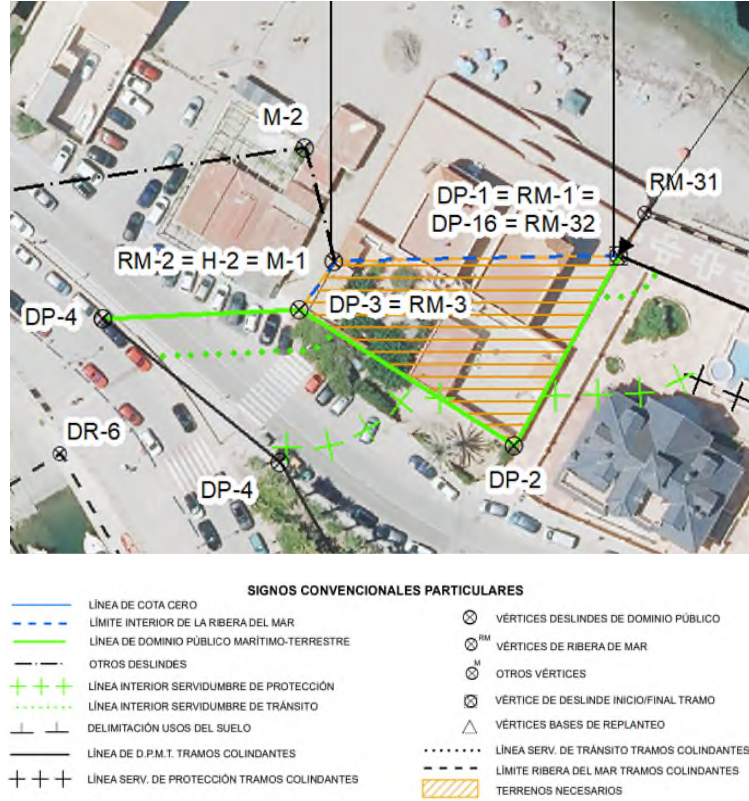 M-2
RM-31
DP-1 = RM-1 =
DP-16 = RM-32
RM-2 = H-2 = M-1
DP-3 = RM-3
DP-4
DR-6
DP-4
DP-2
SIGNOS CONVENCIONALES PARTICULARES
LÍNEA DE COTA CERO
LÍMITE INTERIOR DE LA RIBERA DEL MAR
LÍNEA DE DOMINIO PÚBLICO MARÍTIMO-TERRESTRE
OTROS DESLINDES
LÍNEA INTERIOR SERVIDUMBRE DE PROTECCIÓN
LÍNEA INTERIOR SERVIDUMBRE DE TRÁNSITO
DELIMITACIÓN USOS DEL SUELO
LÍNEA DE D.P.M.T. TRAMOS COLINDANTES
LÍNEA SERV. DE PROTECCIÓN TRAMOS COLINDANTES
VÉRTICES DESLINDES DE DOMINIO PÚBLICO
RM VÉRTICES DE RIBERA DE MAR
M OTROS VÉRTICES
VÉRTICE DE DESLINDE INICIO/FINAL TRAMO
VÉRTICES BASES DE REPLANTEO
LÍNEA SERV. DE TRÁNSITO TRAMOS COLINDANTES
LÍMITE RIBERA DEL MAR TRAMOS COLINDANTES
TERRENOS NECESARIOS